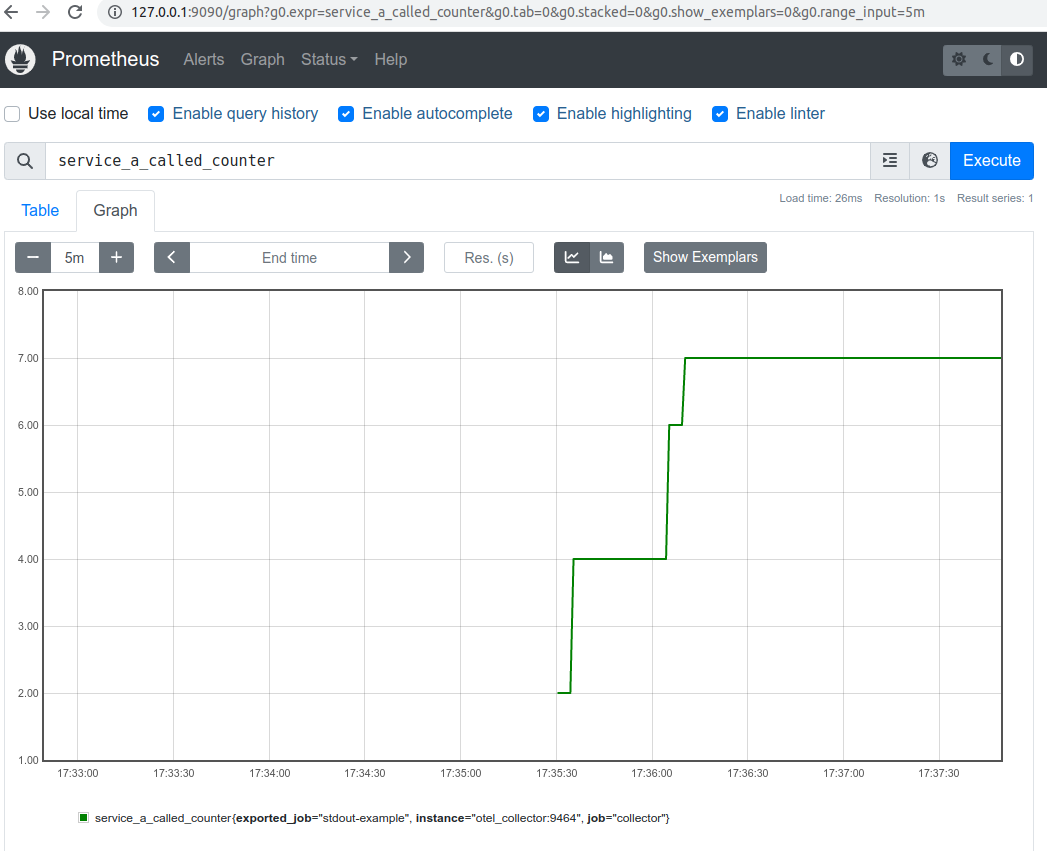 127.0.0.1:9090/graph?g0.expr=service_a_called_counter&g0.tab=0&g0.stacked=0&g0.show_exemplars=0&g0.range_input=5m
Prometheus Alerts Graph Status Help
Use local time Enable query history Enable autocomplete Enable highlighting Enable linter
service_a_called_counter Execute
Load time: 26ms Resolution: 1s Result series: 1
Table Graph
5m End time Res. (s) Show Exemplars
8.00
7.00
6.00
5.00
4.00
3.00
2.00
1.00
17:33:00 17:33:30 17:34:00 17:34:30 17:35:00 17:35:30 17:36:00 17:36:30 17:37:00 17:37:30
service_a_called_counter{exported_job="stdout-example", instance="otel_collector:9464", job="collector"}